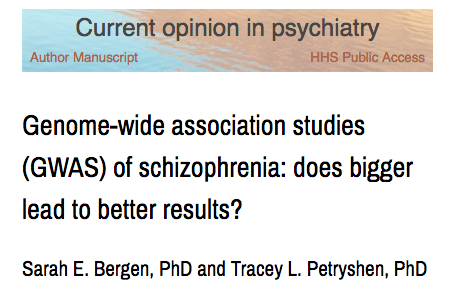 Current opinion in psychiatry
Author Manuscript HHS Public Access
Genome-wide association studies
(GWAS) of schizophrenia: does bigger
lead to better results?
Sarah E. Bergen, PhD and Tracey L. Petryshen, PhD